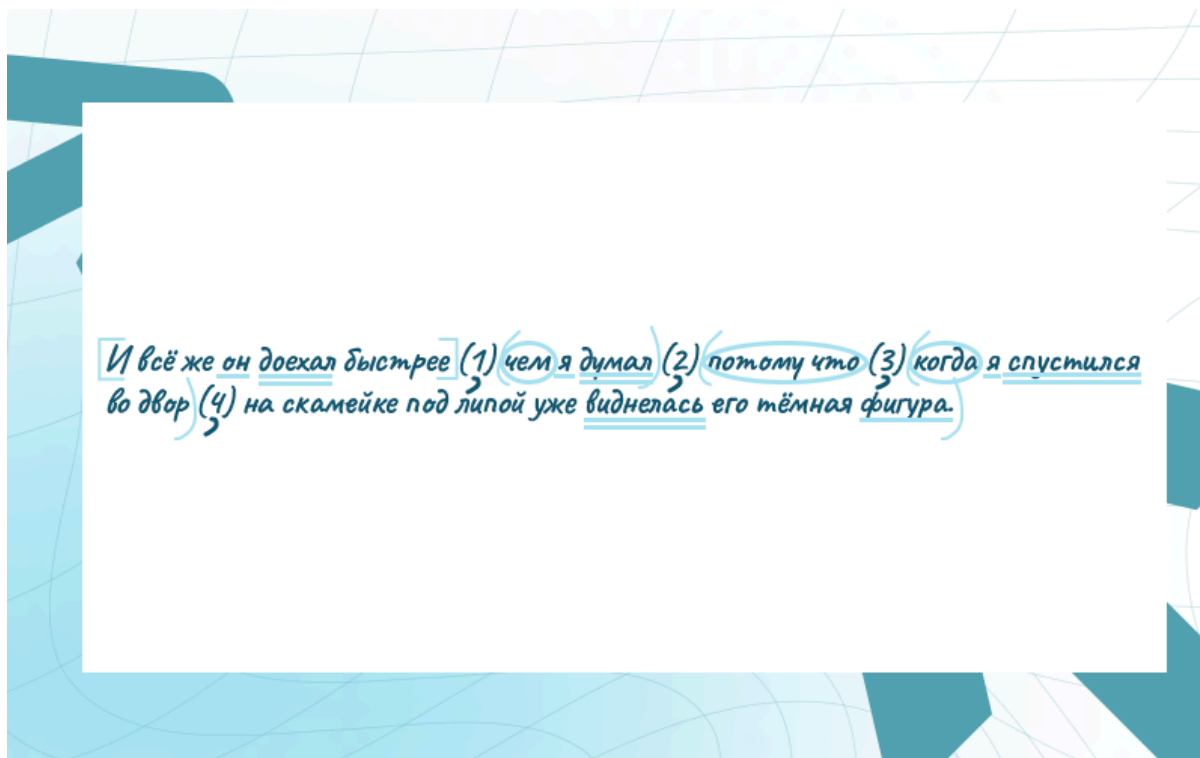 И всё же он доехал быстрее (1), чем я думал (2), потому что (3), когда я спустился
во двор (4), на скамейке под липой уже виднелась его тёмная фигура.